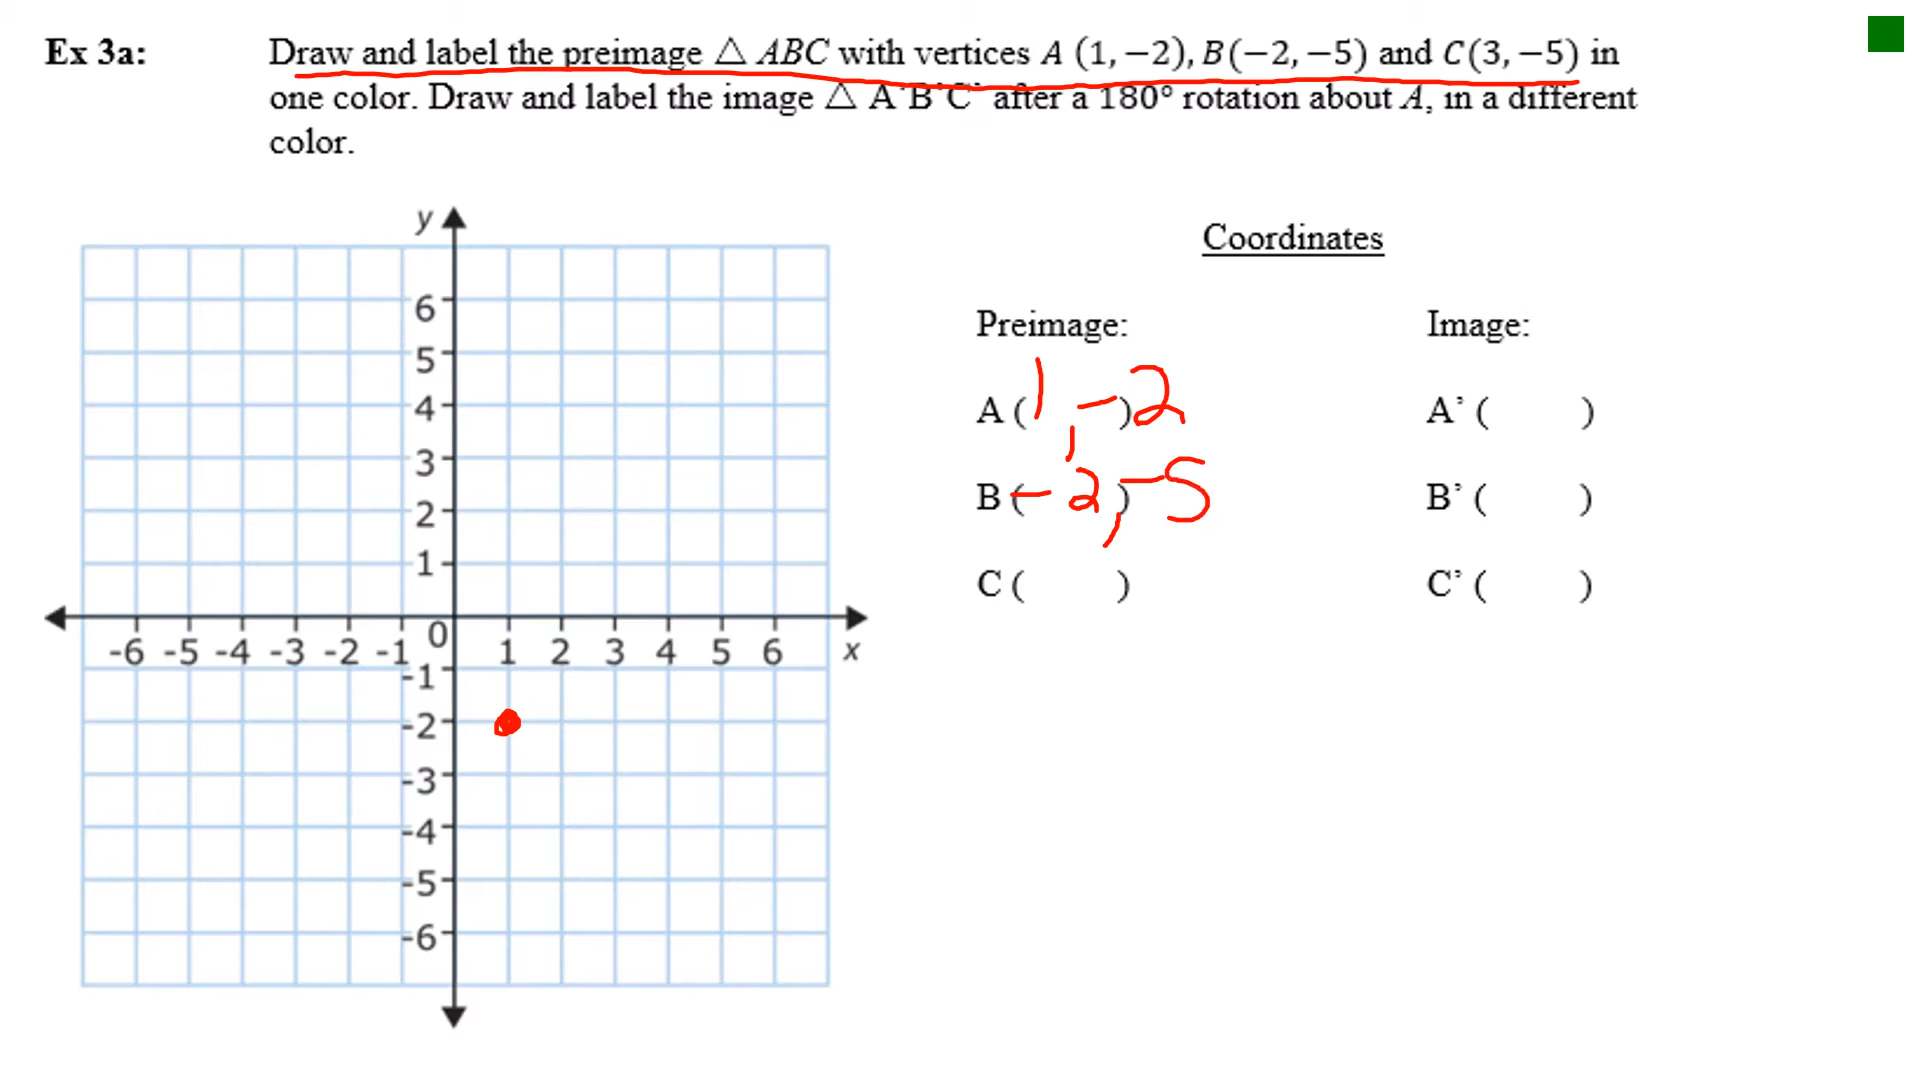 Ex 3a: Draw and label the preimage △ ABC with vertices A (1, −2), B(−2, −5) and C(3, −5) in
one color. Draw and label the image △ A'B'C' after a 180° rotation about A, in a different
color.
y
Coordinates
6
5
4
3
2
1
0
-6 -5 -4 -3 -2 -1 1 2 3 4 5 6 x
-1
-2
-3
-4
-5
-6
Preimage: Image:
A (1, -)2 A' ( )
B (-2,)-5 B' ( )
C ( ) C' ( )